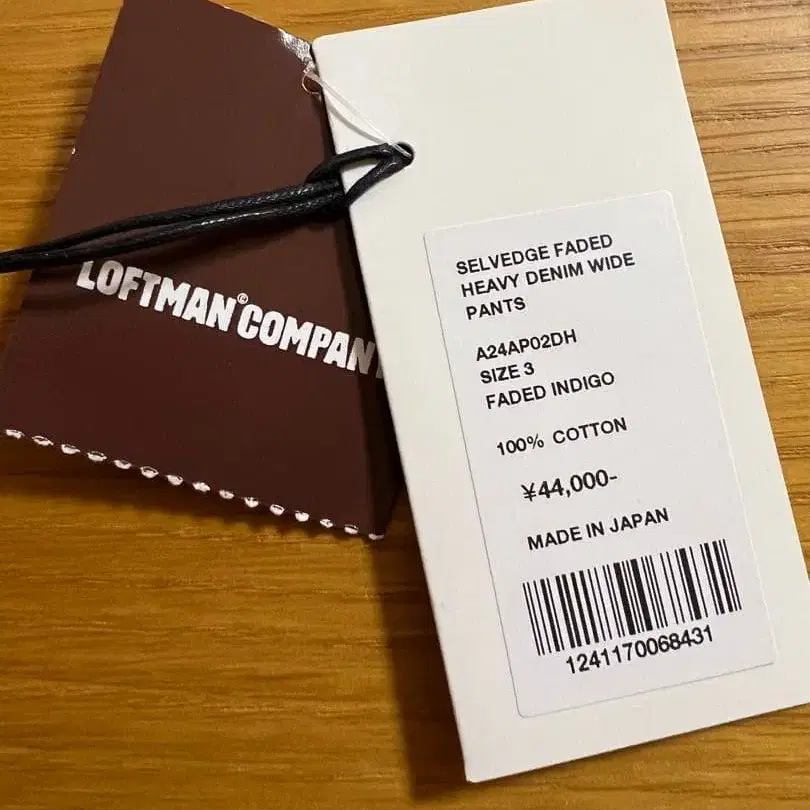 LOFTMAN© COMPANY
SELVEDGE FADED
HEAVY DENIM WIDE
PANTS
A24AP02DH
SIZE 3
FADED INDIGO
100% COTTON
¥44,000-
MADE IN JAPAN
1241170068431